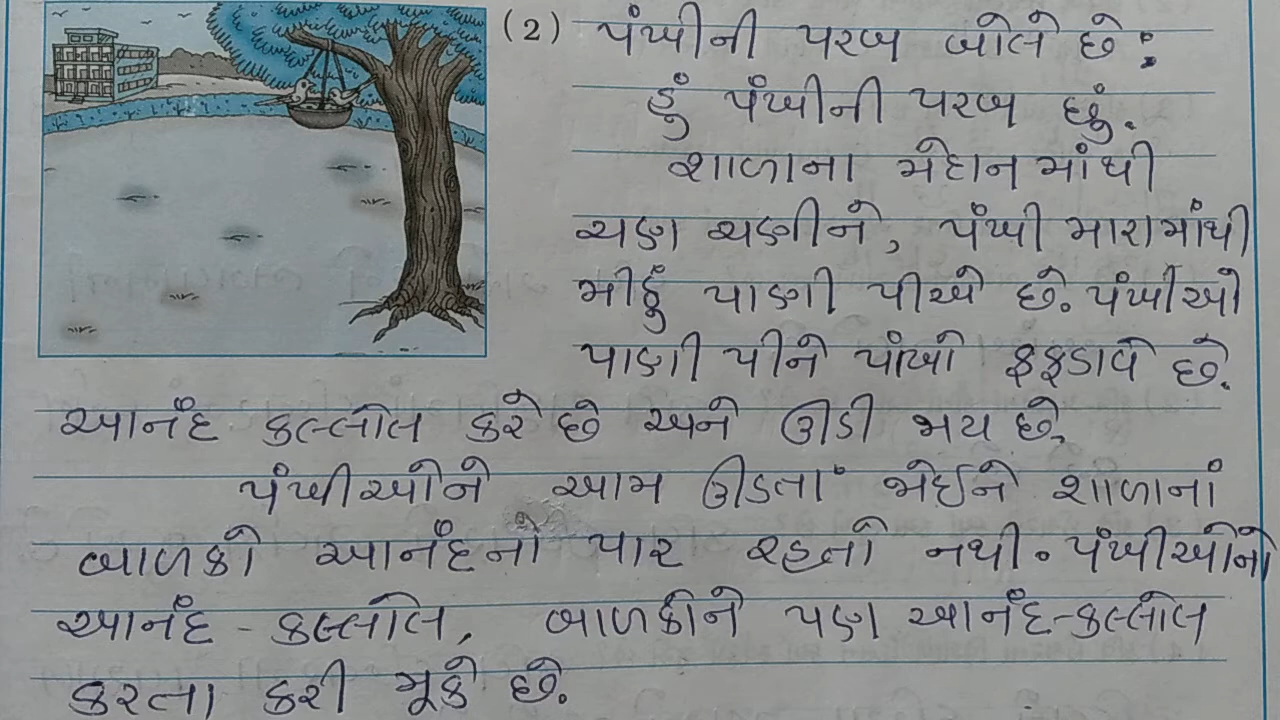 (2) પંખીની પરબ બોલે છે :
હું પંખીની પરબ છું.
શાળાના મેદાનમાંથી
ચણ ચણીને, પંખી મારામાંથી
મીઠું પાણી પીએ છે. પંખીઓ
પાણી પીને પાંખો ફફડાવે છે.
આનંદ કલ્લોલ કરે છે અને ઊડી જાય છે.
પંખીઓને આમ ઊડતાં જોઈને શાળાનાં
બાળકો આનંદનો પાર રહતો નથી. પંખીઓનો
આનંદ - કલ્લોલ, બાળકોને પણ આનંદ-કલ્લોલ
કરતા કરી મૂકે છે.